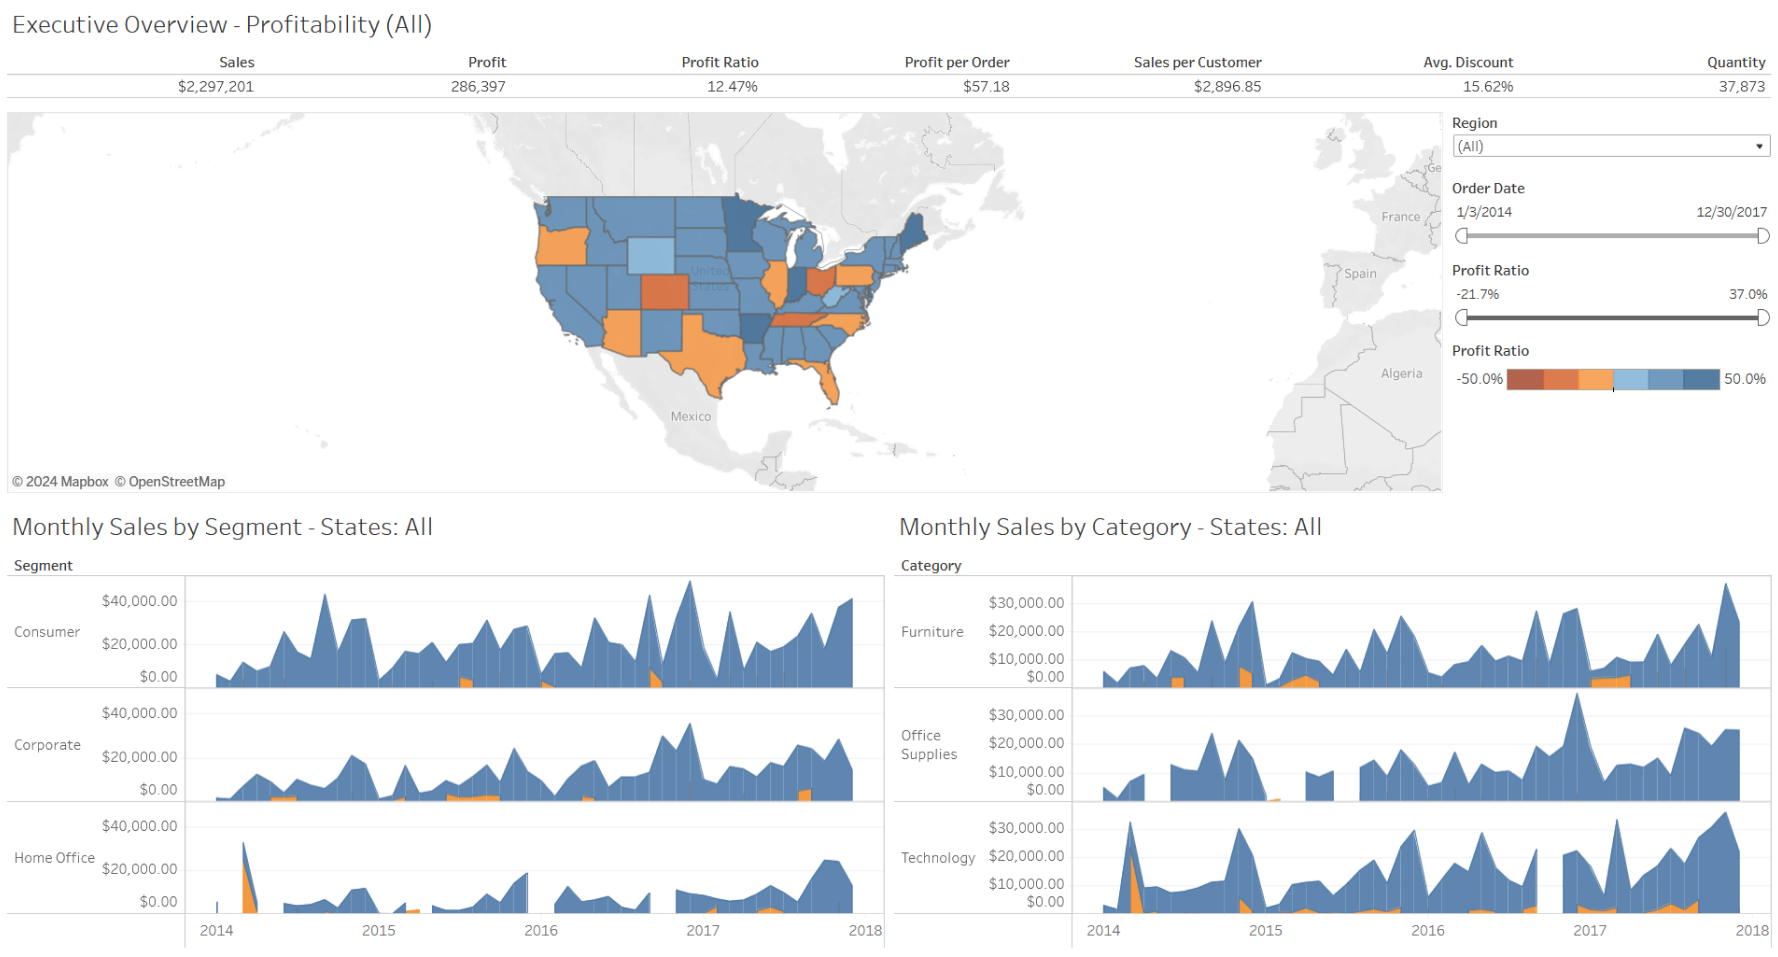 Executive Overview - Profitability (All)
Sales Profit Profit Ratio Profit per Order Sales per Customer Avg. Discount Quantity
$2,297,201 286,397 12.47% $57.18 $2,896.85 15.62% 37,873
United
States
Mexico
France
Ge
Spain
Algeria
© 2024 Mapbox © OpenStreetMap
Region
(All)
Order Date
1/3/2014 12/30/2017
Profit Ratio
-21.7% 37.0%
Profit Ratio
-50.0% 50.0%
Monthly Sales by Segment - States: All
Segment
Consumer
$40,000.00
$20,000.00
$0.00
Corporate
$40,000.00
$20,000.00
$0.00
Home Office
$40,000.00
$20,000.00
$0.00
2014 2015 2016 2017 2018
Monthly Sales by Category - States: All
Category
Furniture
$30,000.00
$20,000.00
$10,000.00
$0.00
Office
Supplies
$30,000.00
$20,000.00
$10,000.00
$0.00
Technology
$30,000.00
$20,000.00
$10,000.00
$0.00
2014 2015 2016 2017 2018